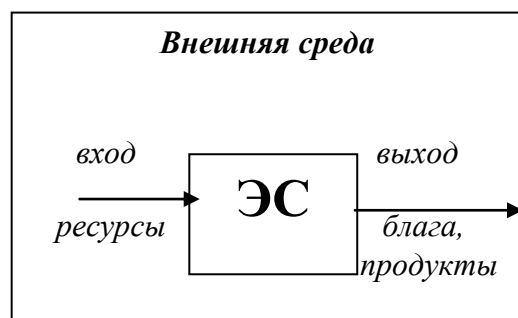 Внешняя среда
вход
выход
ЭС
ресурсы
блага,
продукты